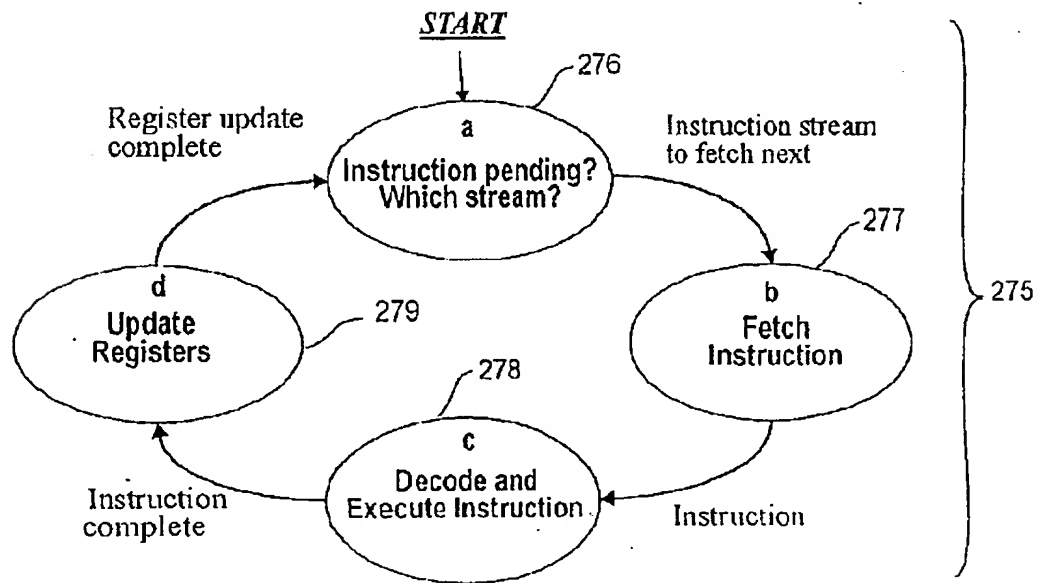 START
276
a
Instruction pending?
Which stream?
Register update
complete
Instruction stream
to fetch next
277
b
Fetch
Instruction
275
d
Update
Registers
279
278
c
Decode and
Execute Instruction
Instruction
complete
Instruction